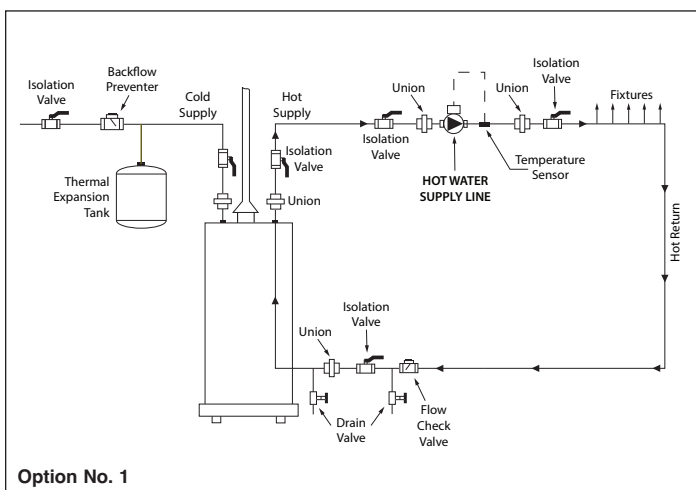 Isolation
Valve
Backflow
Preventer
Cold
Supply
Hot
Supply
Isolation
Valve
Union
Isolation
Valve
Union
Isolation
Valve
Fixtures
Temperature
Sensor
HOT WATER
SUPPLY LINE
Thermal
Expansion
Tank
Union
Hot Return
Isolation
Valve
Union
Drain
Valve
Flow
Check
Valve
Option No. 1